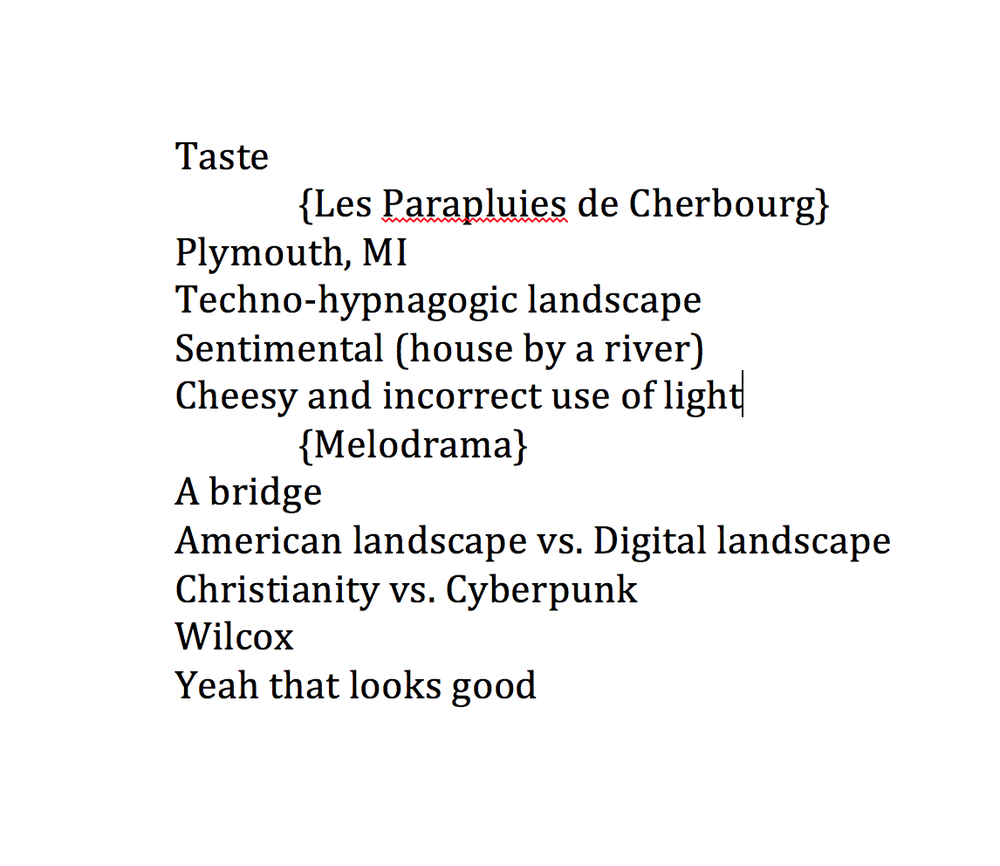 Taste
{Les Parapluies de Cherbourg}
Plymouth, MI
Techno-hypnagogic landscape
Sentimental (house by a river)
Cheesy and incorrect use of light
{Melodrama}
A bridge
American landscape vs. Digital landscape
Christianity vs. Cyberpunk
Wilcox
Yeah that looks good